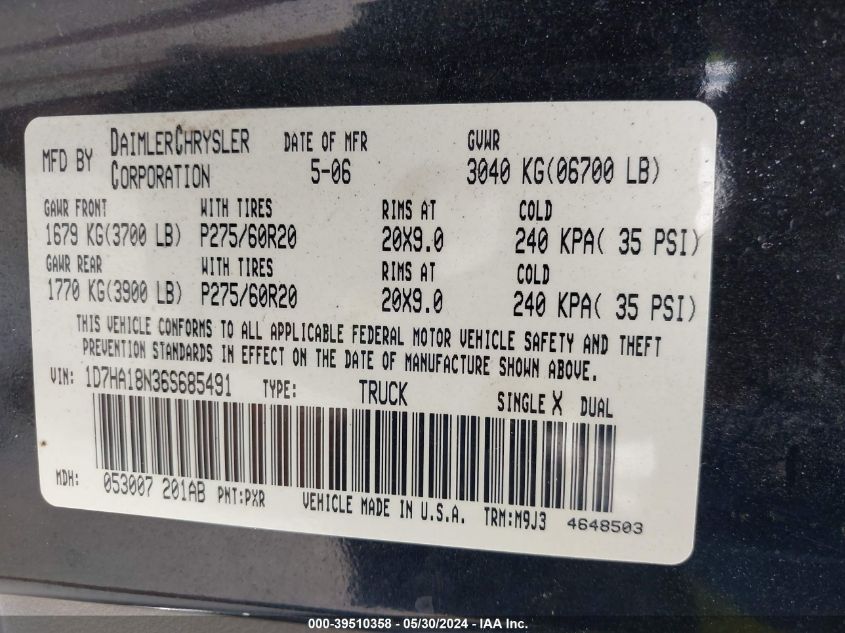 MFD BY DAIMLERCHRYSLER CORPORATION DATE OF MFR 5-06 GVWR 3040 KG(06700 LB)
GAWR FRONT WITH TIRES RIMS AT COLD
1679 KG(3700 LB) P275/60R20 20X9.0 240 KPA( 35 PSI)
GAWR REAR WITH TIRES RIMS AT COLD
1770 KG(3900 LB) P275/60R20 20X9.0 240 KPA( 35 PSI)
THIS VEHICLE CONFORMS TO ALL APPLICABLE FEDERAL MOTOR VEHICLE SAFETY AND THEFT
PREVENTION STANDARDS IN EFFECT ON THE DATE OF MANUFACTURE SHOWN ABOVE.
VIN: 1D7HA18N36S685491 TYPE: TRUCK SINGLE X DUAL
MDH: 053007 201AB PNT:PXR VEHICLE MADE IN U.S.A. TRM:M9J3 4648503
000-39510358 - 05/30/2024 - IAA Inc.